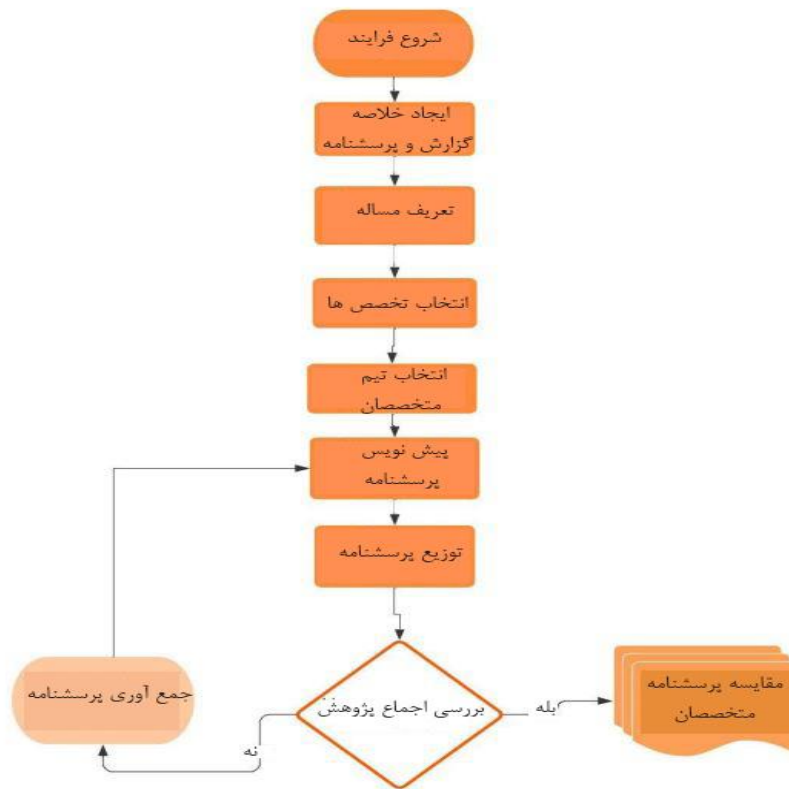 شروع فرایند
ایجاد خلاصه
گزارش و پرسشنامه
تعریف مساله
انتخاب تخصص ها
انتخاب تیم
متخصصان
پیش نویس
پرسشنامه
توزیع پرسشنامه
بررسی اجماع پژوهش
بله
مقایسه پرسشنامه
متخصصان
نه
جمع آوری پرسشنامه